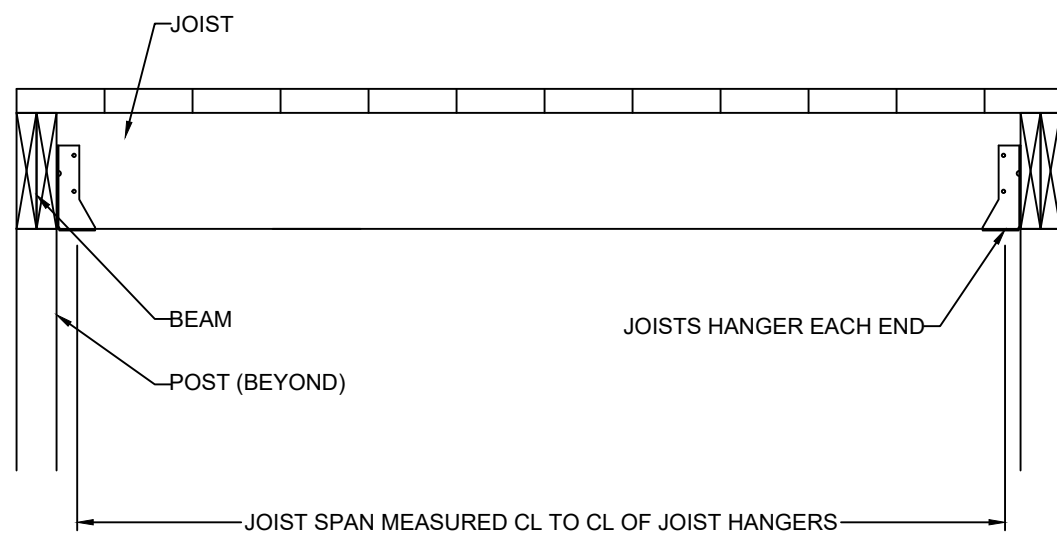 JOIST
BEAM
JOISTS HANGER EACH END
POST (BEYOND)
JOIST SPAN MEASURED CL TO CL OF JOIST HANGERS